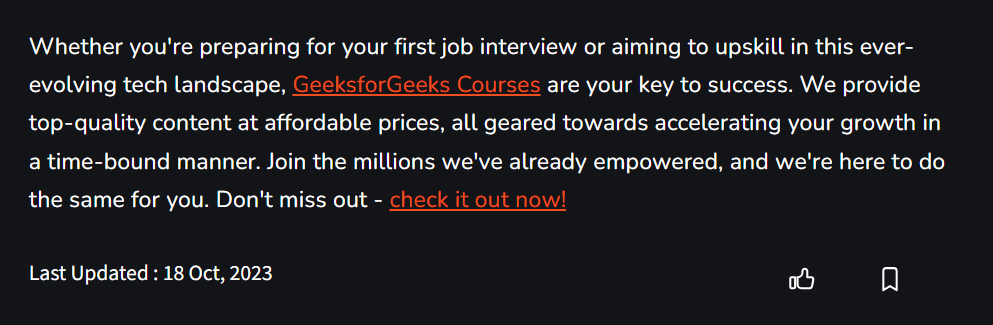 Whether you're preparing for your first job interview or aiming to upskill in this ever-
evolving tech landscape, GeeksforGeeks Courses are your key to success. We provide
top-quality content at affordable prices, all geared towards accelerating your growth in
a time-bound manner. Join the millions we've already empowered, and we're here to do
the same for you. Don't miss out - check it out now!
Last Updated : 18 Oct, 2023